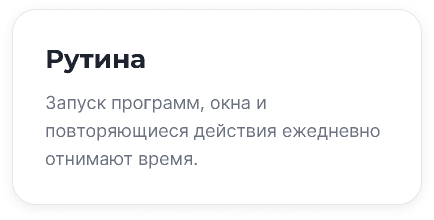 Рутина
Запуск программ, окна и
повторяющиеся действия ежедневно
отнимают время.